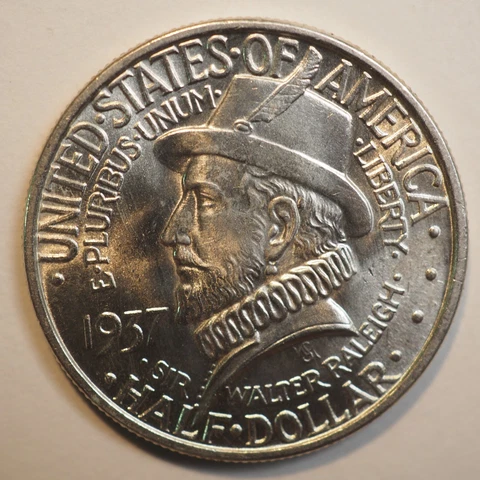 UNITED·STATES·OF·AMERICA
E·PLURIBUS·UNUM·
·LIBERTY·
1937
·SIR WALTER RALEIGH·
·HALF·DOLLAR·